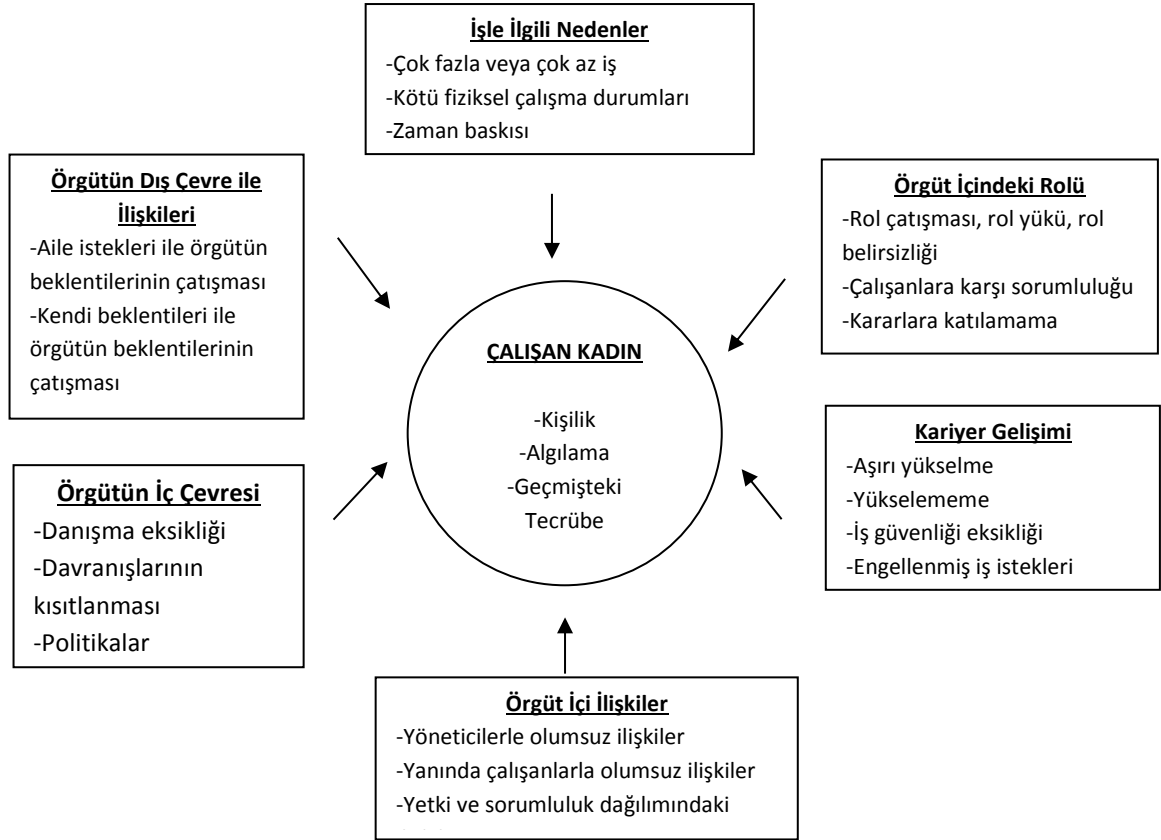 İşle İlgili Nedenler
-Çok fazla veya çok az iş
-Kötü fiziksel çalışma durumları
-Zaman baskısı
Örgütün Dış Çevre ile
İlişkileri
-Aile istekleri ile örgütün
beklentilerinin çatışması
-Kendi beklentileri ile
örgütün beklentilerinin
çatışması
Örgüt İçindeki Rolü
-Rol çatışması, rol yükü, rol
belirsizliği
-Çalışanlara karşı sorumluluğu
-Kararlara katılamama
ÇALIŞAN KADIN
-Kişilik
-Algılama
-Geçmişteki
Tecrübe
Örgütün İç Çevresi
-Danışma eksikliği
-Davranışlarının
kısıtlanması
-Politikalar
Kariyer Gelişimi
-Aşırı yükselme
-Yükselememe
-İş güvenliği eksikliği
-Engellenmiş iş istekleri
Örgüt İçi İlişkiler
-Yöneticilerle olumsuz ilişkiler
-Yanında çalışanlarla olumsuz ilişkiler
-Yetki ve sorumluluk dağılımındaki